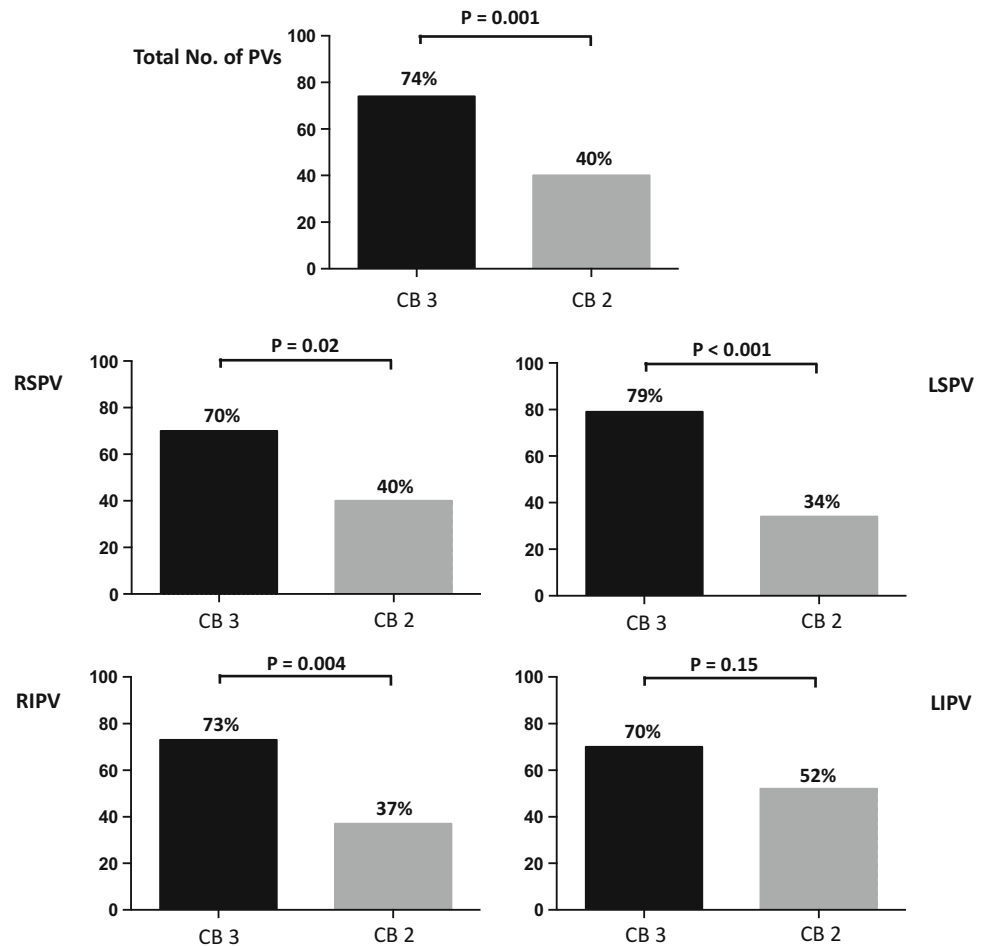 P = 0.001
Total No. of PVs
100
80
60
40
20
0
74%
40%
CB 3
CB 2
RSPV
P = 0.02
100
80
60
40
20
0
70%
40%
CB 3
CB 2
P < 0.001
LSPV
100
80
60
40
20
0
79%
34%
CB 3
CB 2
RIPV
P = 0.004
100
80
60
40
20
0
73%
37%
CB 3
CB 2
P = 0.15
LIPV
100
80
60
40
20
0
70%
52%
CB 3
CB 2